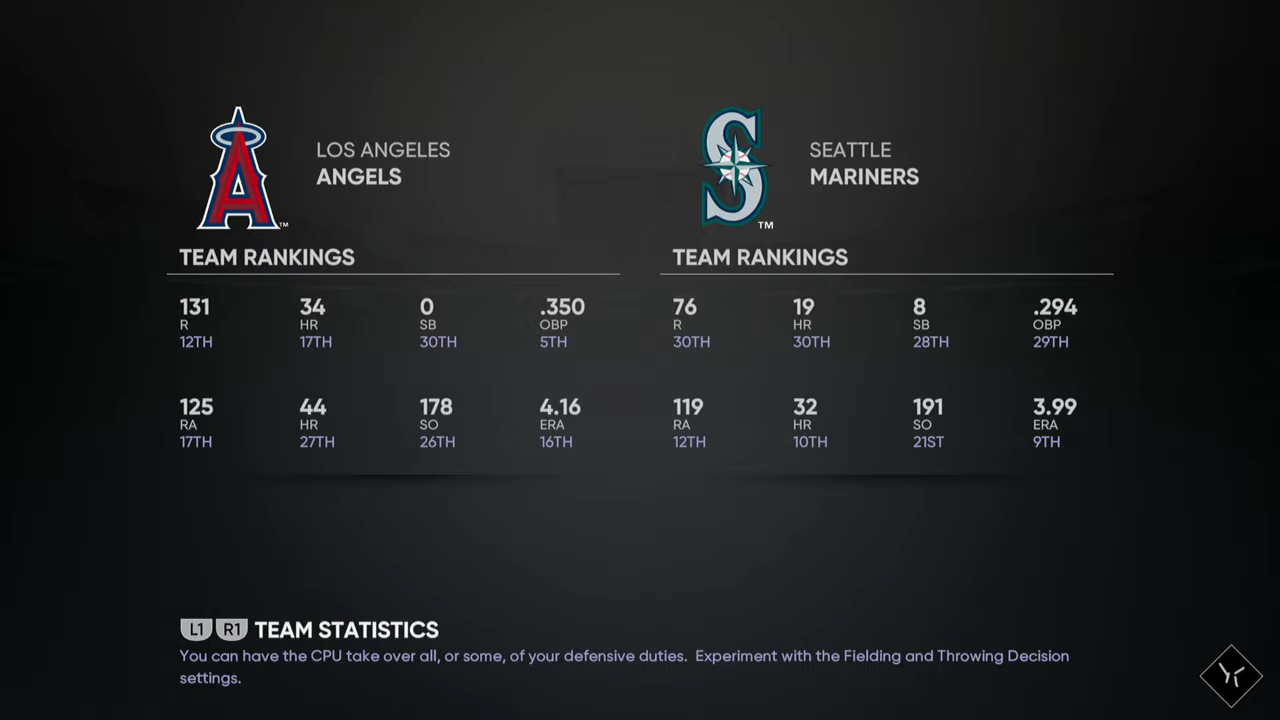 LOS ANGELES
ANGELS
TEAM RANKINGS
131 34 0 .350
R HR SB OBP
12TH 17TH 30TH 5TH
125 44 178 4.16
RA HR SO ERA
17TH 27TH 26TH 16TH
SEATTLE
MARINERS
TEAM RANKINGS
76 19 8 .294
R HR SB OBP
30TH 30TH 28TH 29TH
119 32 191 3.99
RA HR SO ERA
12TH 10TH 21ST 9TH
L1 R1 TEAM STATISTICS
You can have the CPU take over all, or some, of your defensive duties.  Experiment with the Fielding and Throwing Decision
settings.